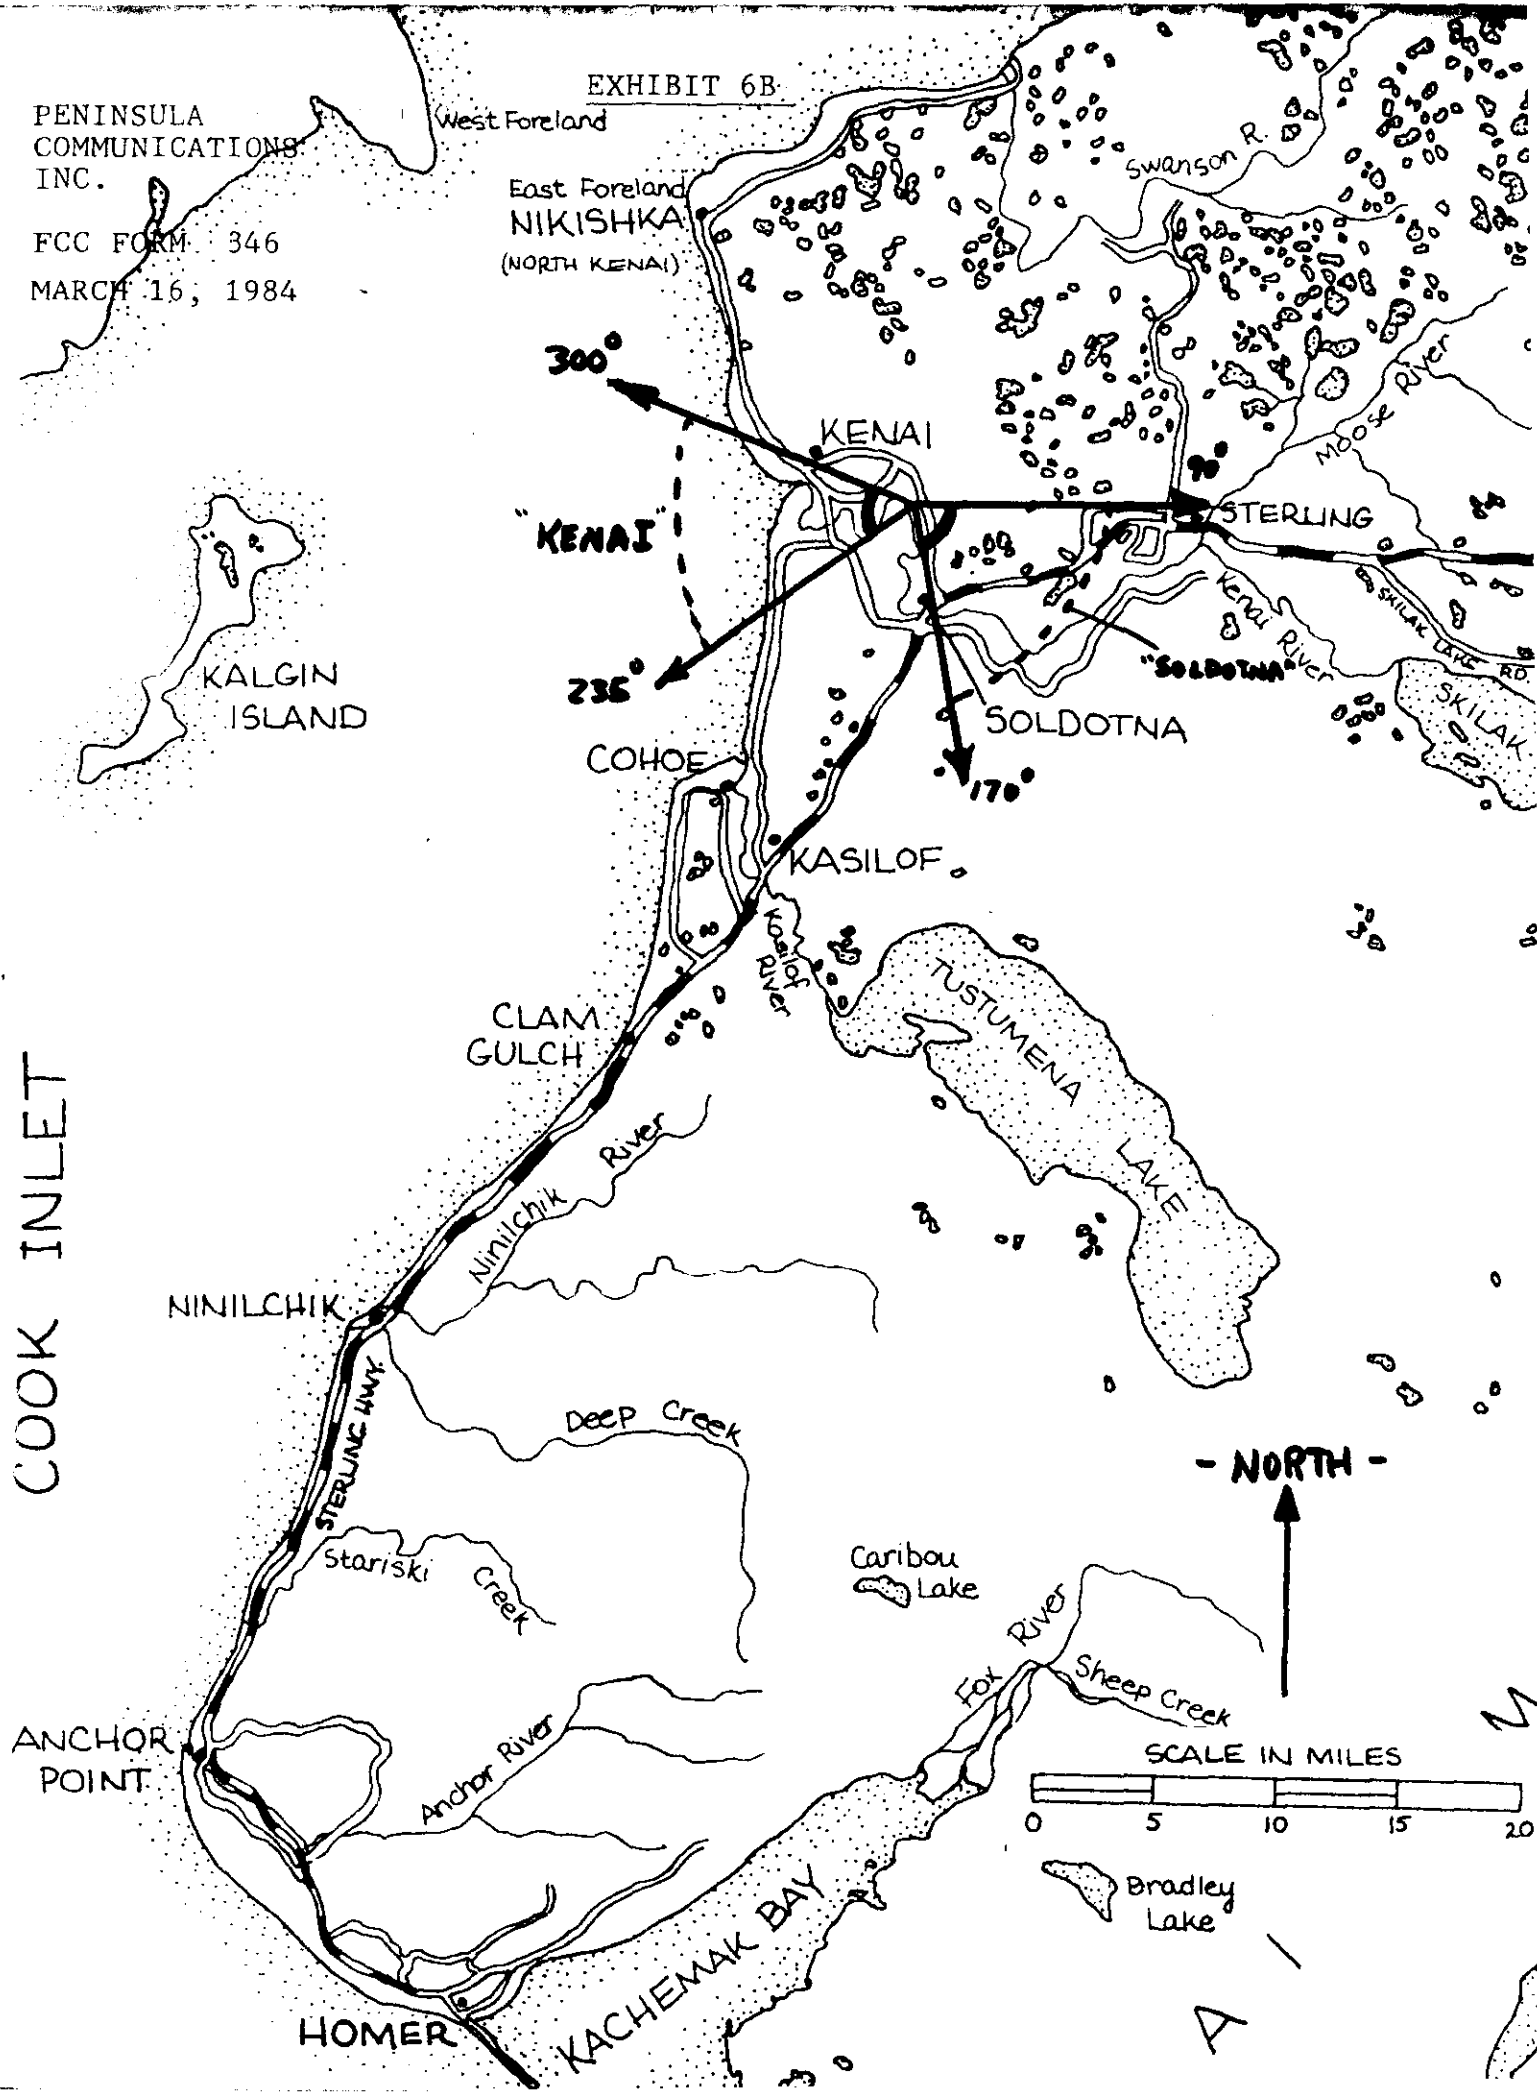 EXHIBIT 6B
PENINSULA
COMMUNICATIONS
INC.
FCC FORM 346
MARCH 16, 1984
West Foreland
East Foreland
NIKISHKA
(NORTH KENAI)
Swanson R.
Moose River
300°
KENAI
90°
STERLING
"KENAI"
Kenai River
SKILAK LAKE RD.
SKILAK
"SOLDOTNA"
235°
SOLDOTNA
170°
KALGIN
ISLAND
COHOE
KASILOF
Kasilof
River
TUSTUMENA
LAKE
CLAM
GULCH
COOK INLET
Ninilchik River
NINILCHIK
STERLING HWY.
Deep Creek
- NORTH -
Stariski Creek
Caribou
Lake
Fox River
Sheep Creek
ANCHOR
POINT
Anchor River
SCALE IN MILES
0 5 10 15 20
Bradley
Lake
KACHEMAK BAY
HOMER
A